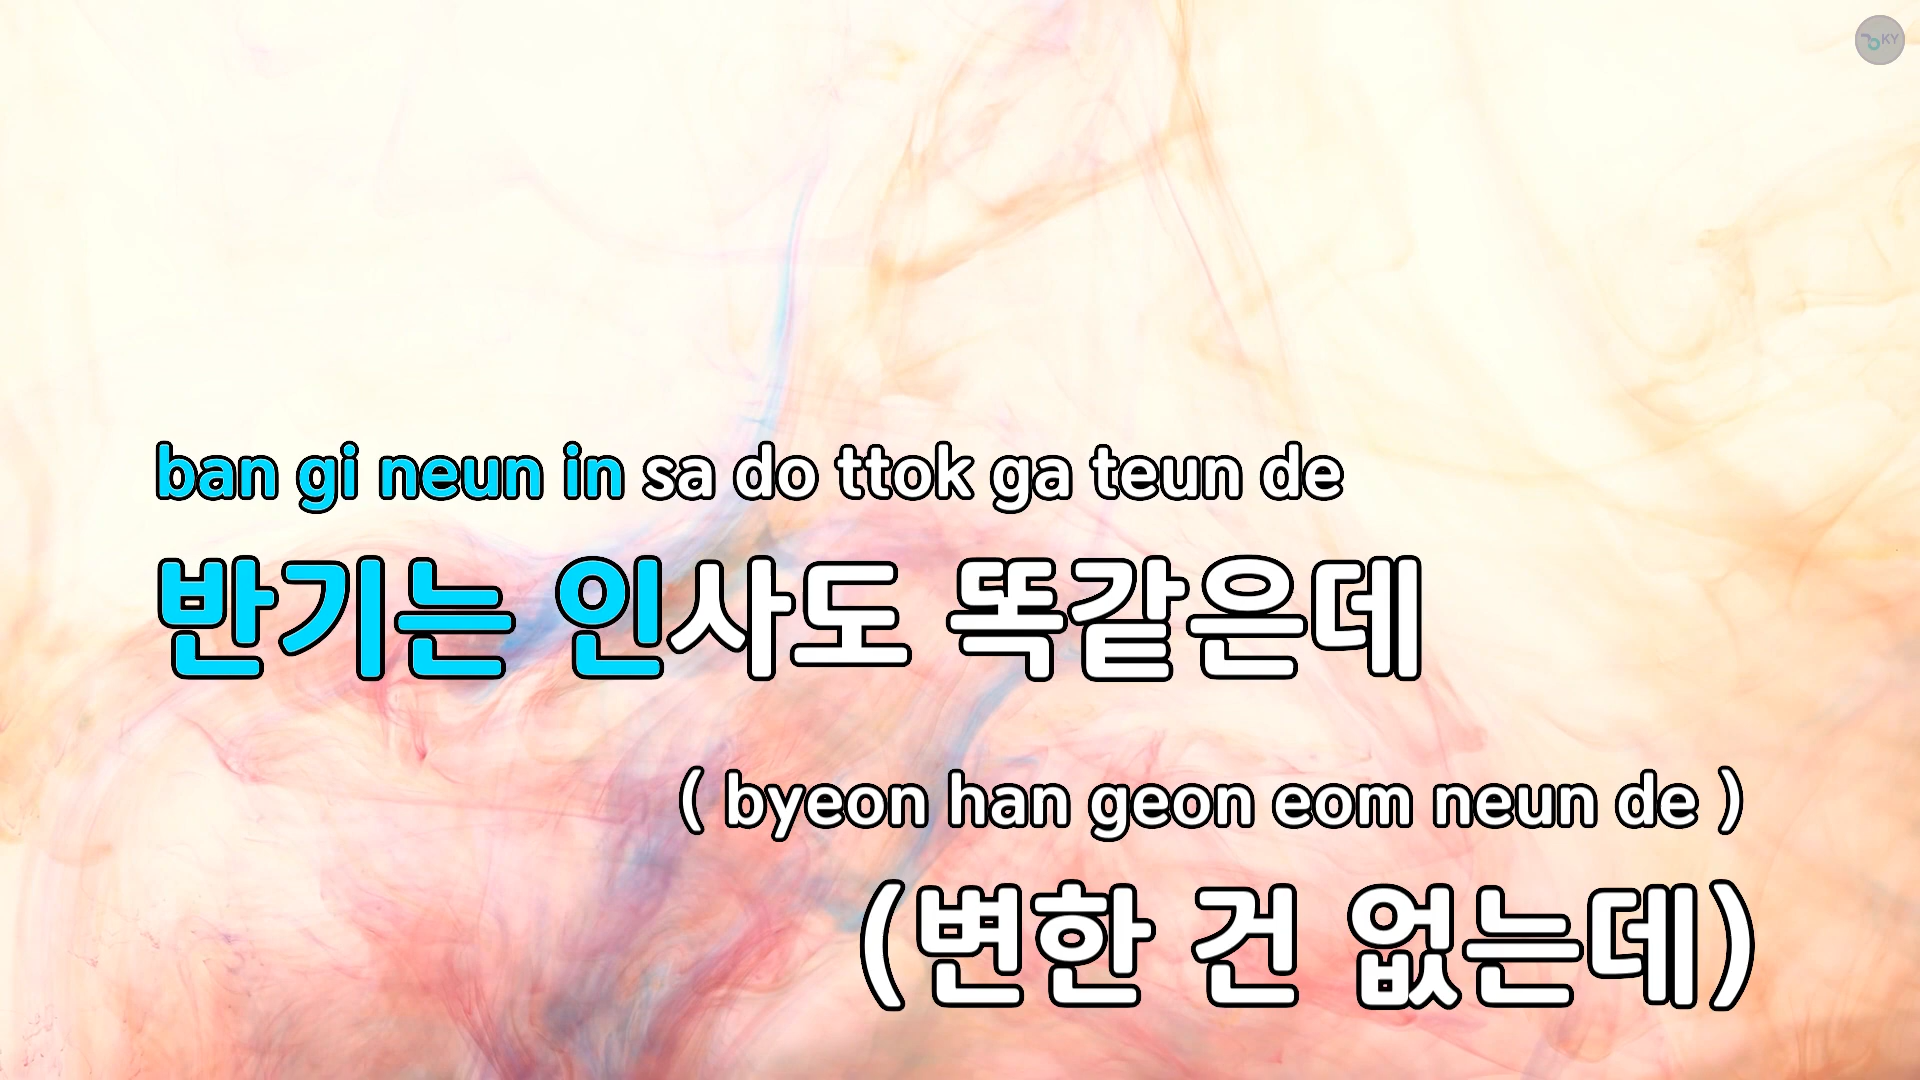 KY
ban gi neun in sa do ttok ga teun de
반기는 인사도 똑같은데
( byeon han geon eom neun de )
(변한 건 없는데)